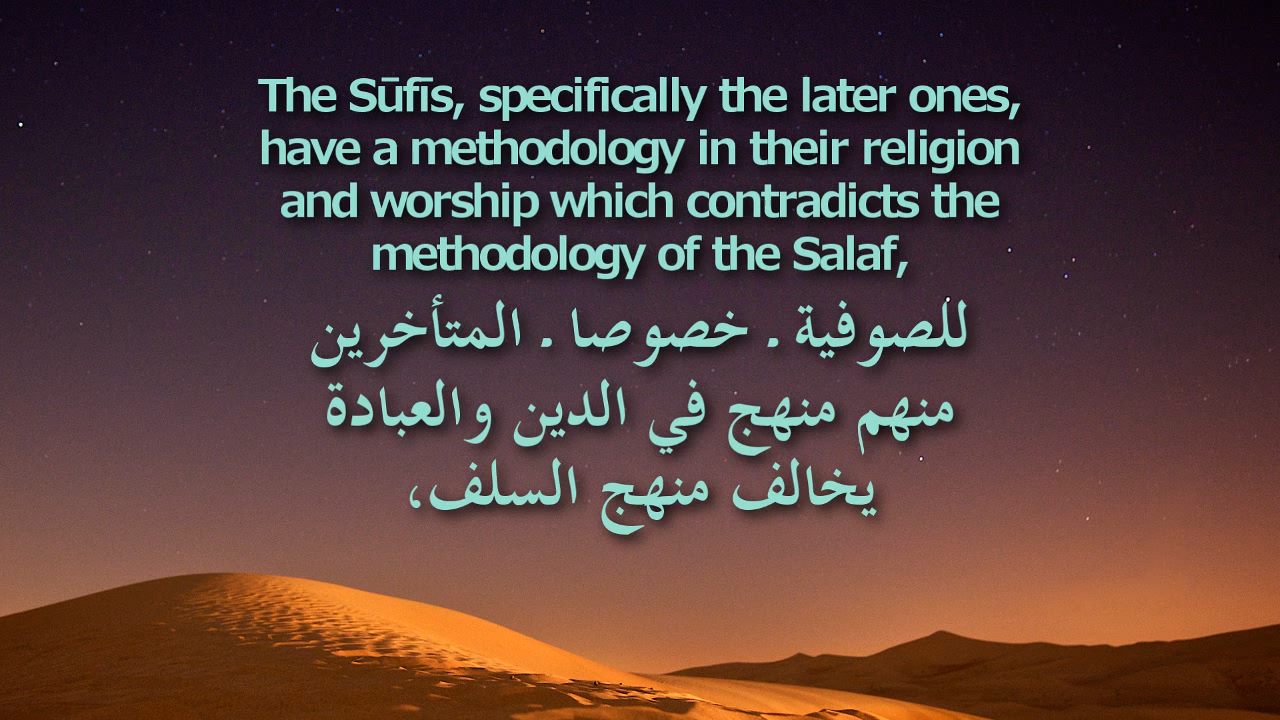 The Sūfīs, specifically the later ones,
have a methodology in their religion
and worship which contradicts the
methodology of the Salaf,
للصوفية ـ خصوصا ـ المتأخرين
منهم منهج في الدين والعبادة
يخالف منهج السلف،